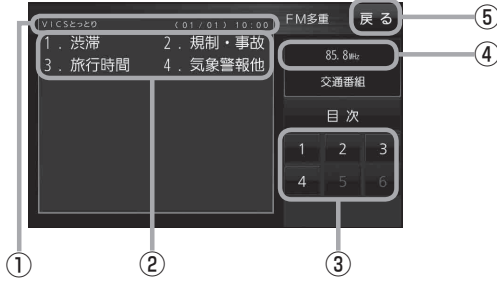 VICSとっとり (01/01) 10:00 FM多重 戻る ⑤
1. 渋滞 2. 規制・事故
3. 旅行時間 4. 気象警報他
85.8MHz ④
交通番組
目次
1 2 3
4 5 6
① ② ③